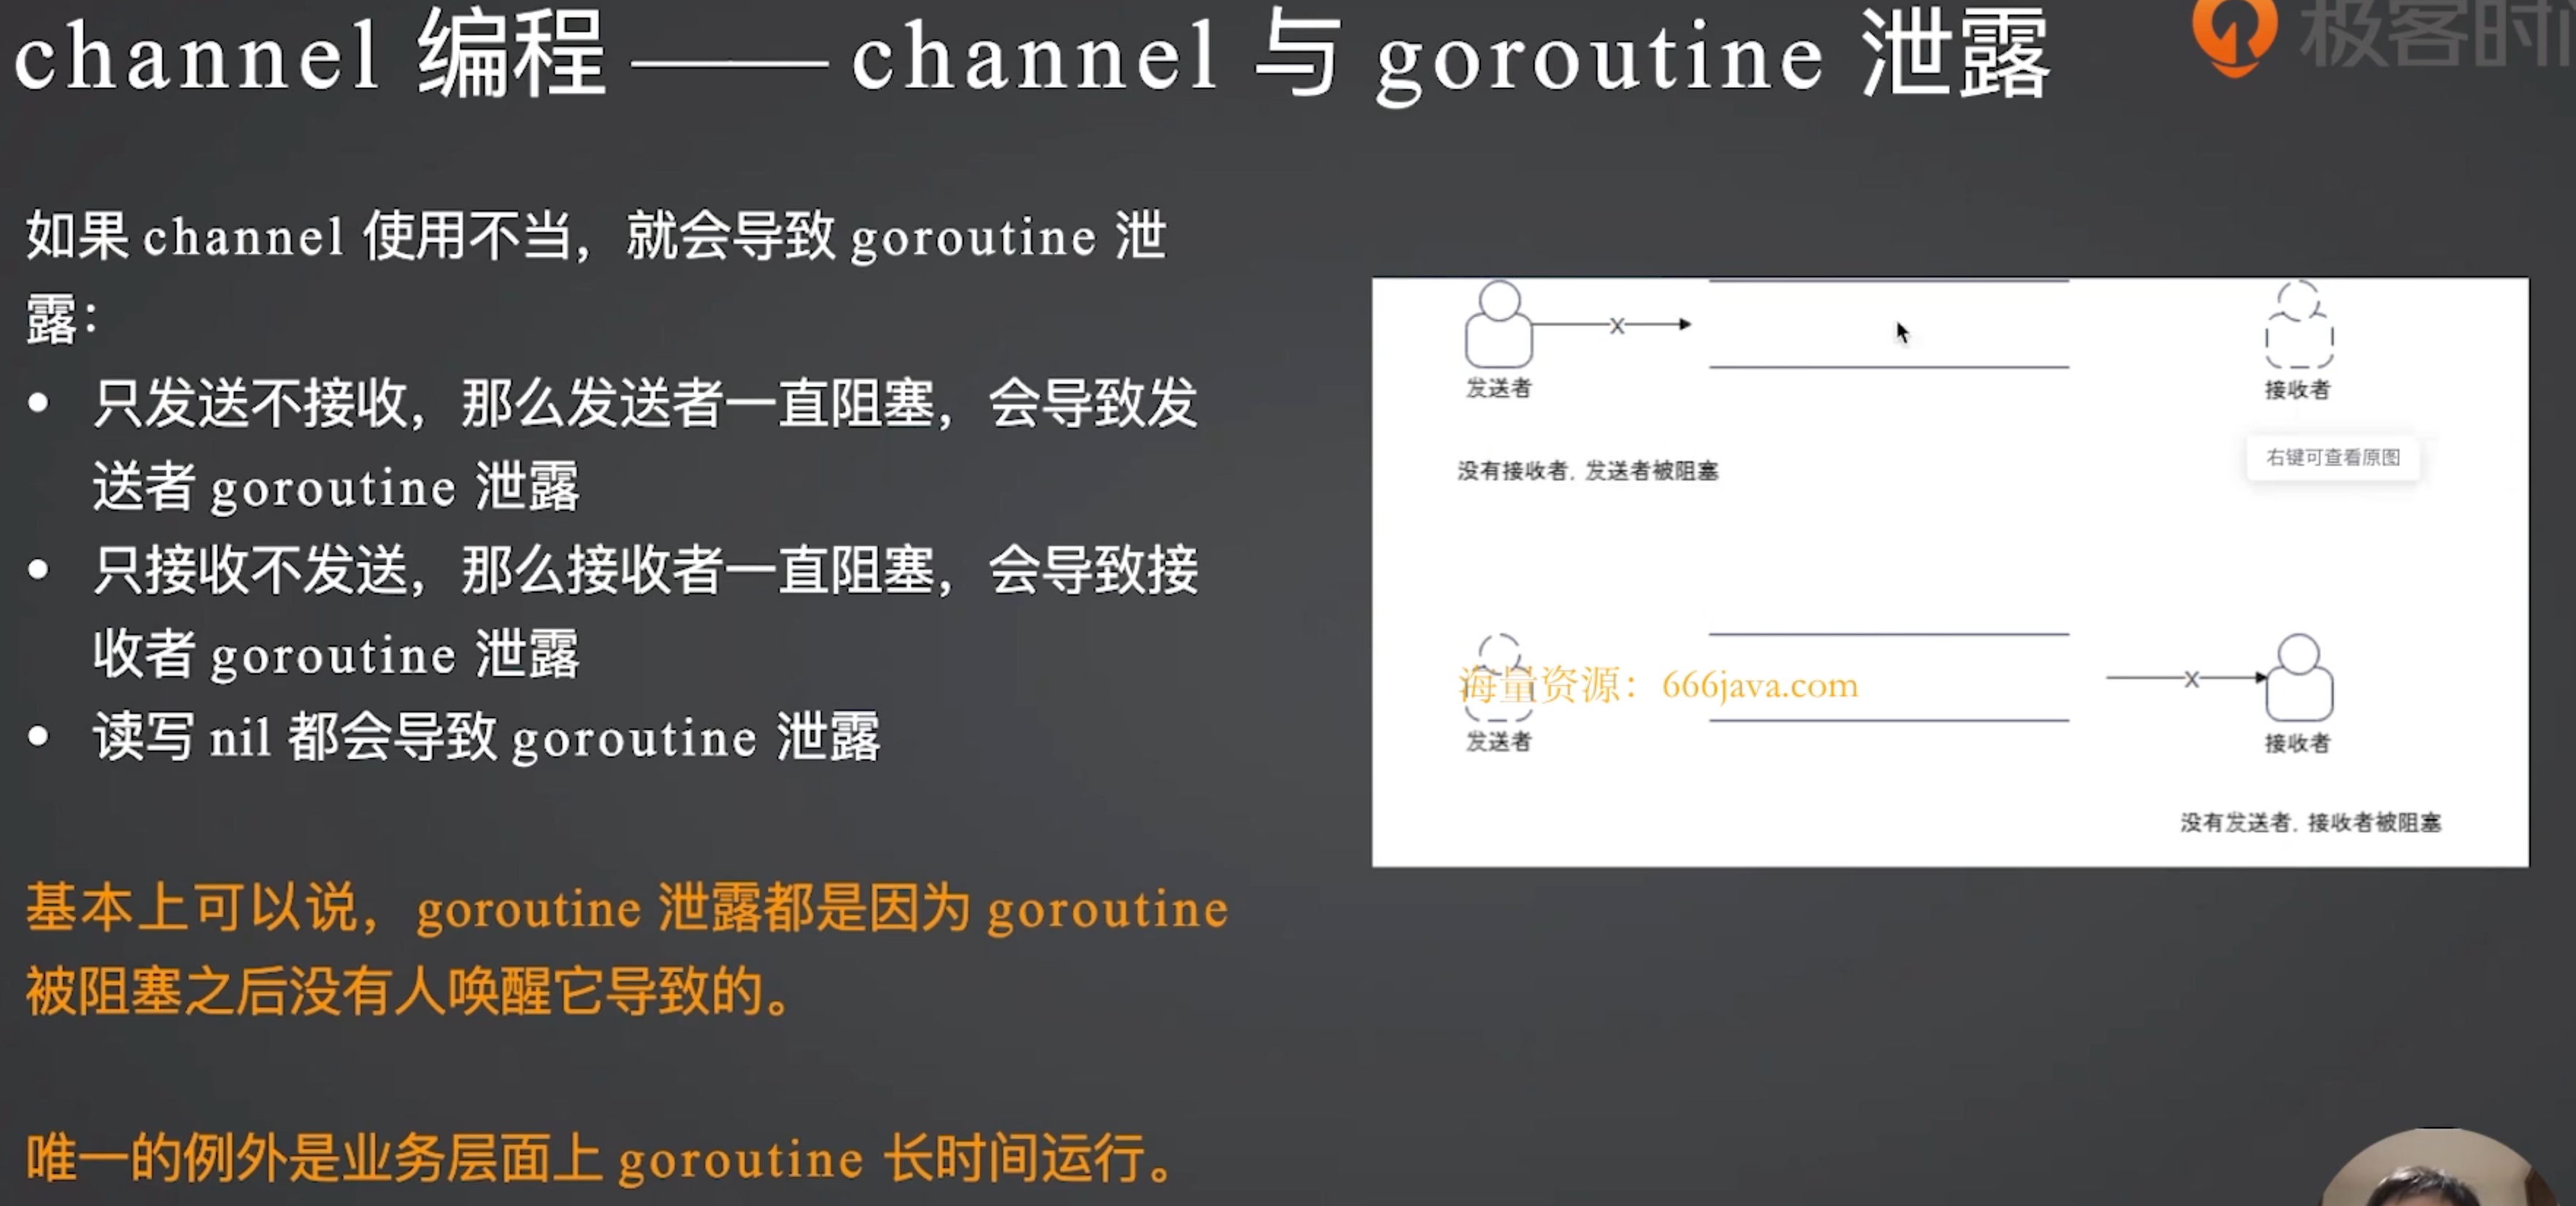 channel 编程 —— channel 与 goroutine 泄露
极客时
如果 channel 使用不当，就会导致 goroutine 泄
露：
• 只发送不接收，那么发送者一直阻塞，会导致发
送者 goroutine 泄露
• 只接收不发送，那么接收者一直阻塞，会导致接
收者 goroutine 泄露
• 读写 nil 都会导致 goroutine 泄露
基本上可以说，goroutine 泄露都是因为 goroutine
被阻塞之后没有人唤醒它导致的。
唯一的例外是业务层面上 goroutine 长时间运行。
X
发送者
接收者
没有接收者, 发送者被阻塞
右键可查看原图
海量资源：666java.com
X
发送者
接收者
没有发送者, 接收者被阻塞